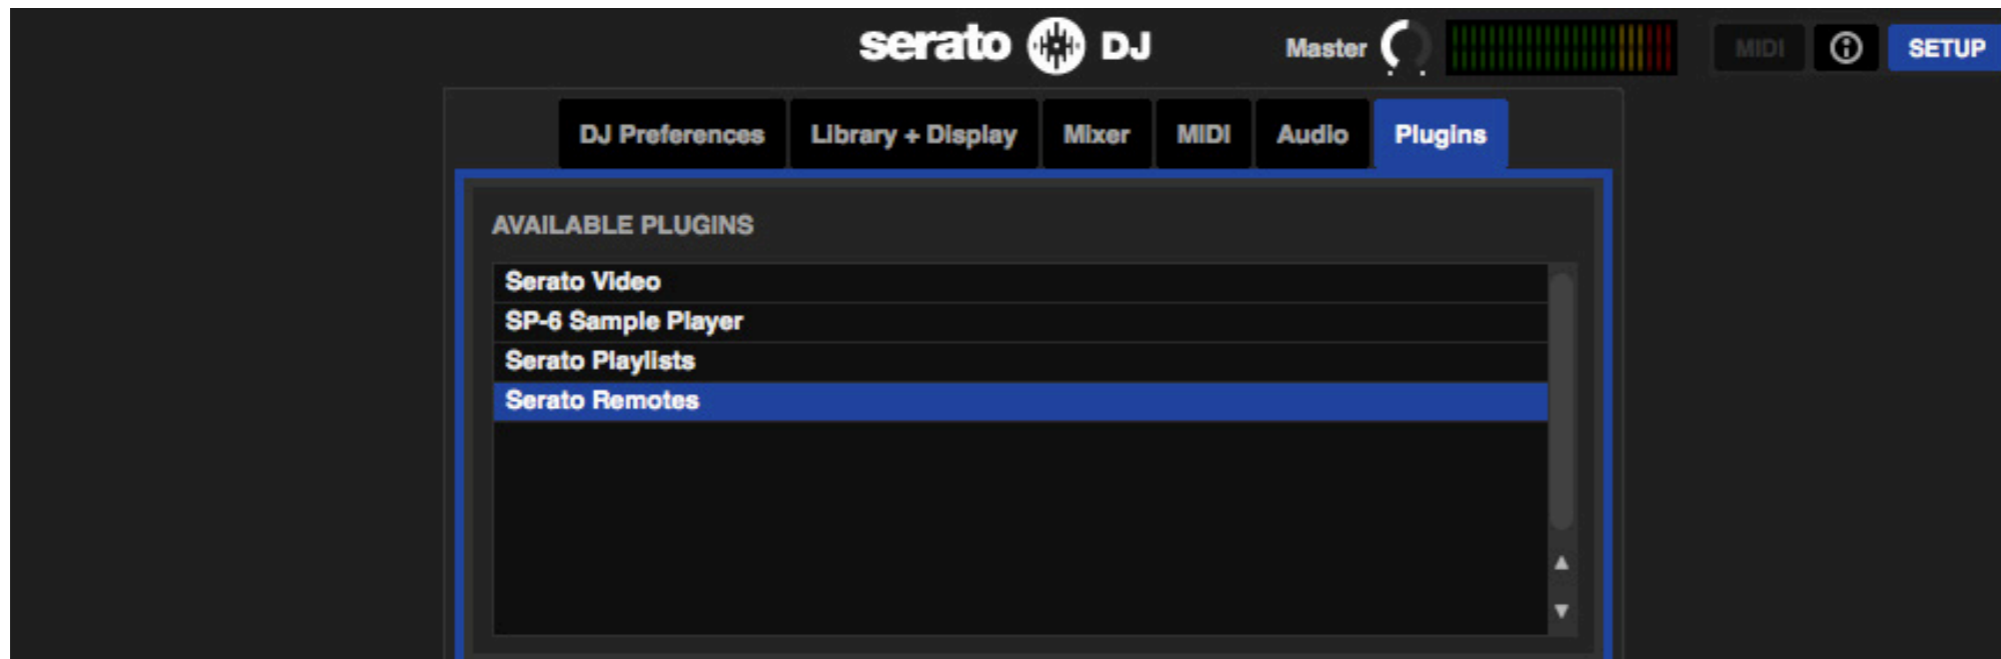 serato DJ Master MIDI SETUP
DJ Preferences Library + Display Mixer MIDI Audio Plugins
AVAILABLE PLUGINS
Serato Video
SP-6 Sample Player
Serato Playlists
Serato Remotes